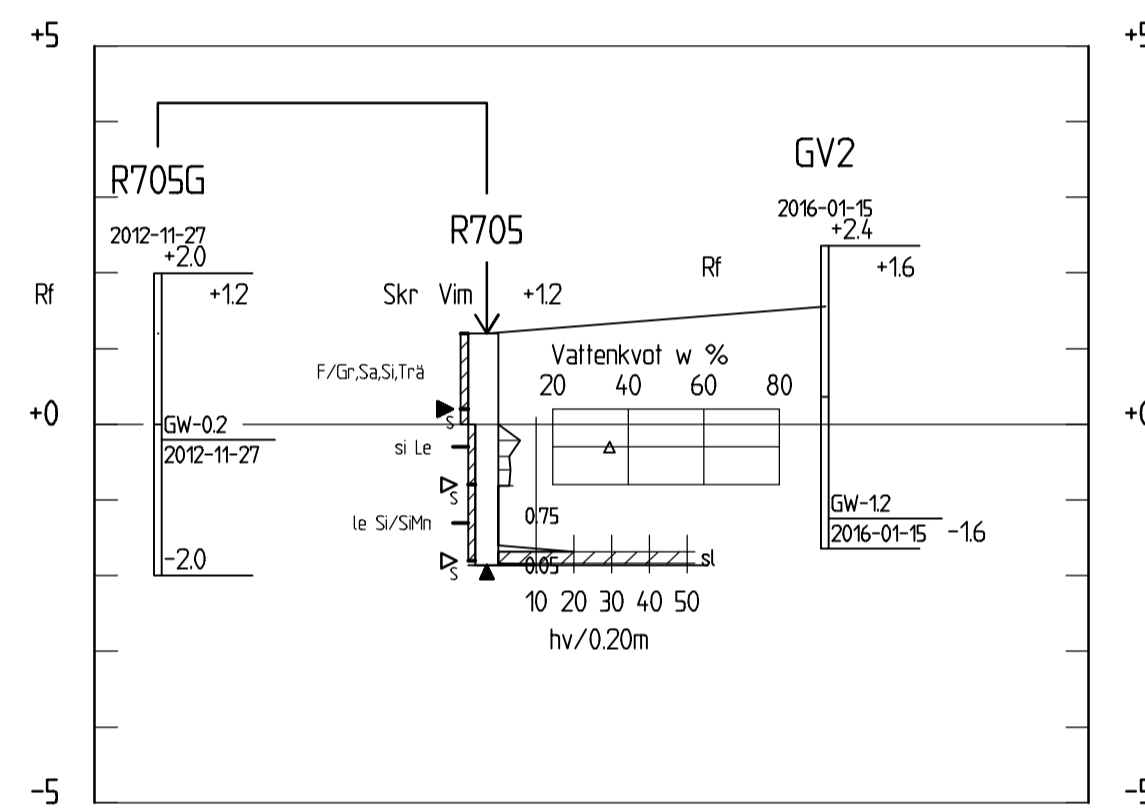 +5
+5
GV2
R705G
2016-01-15
R705
+2.4
2012-11-27
+2.0
Rf
+1.6
Rf
+1.2
Skr Vim
+1.2
Vattenkvot w %
F/Gr,Sa,Si,Trä
20 40 60 80
+0
+0
S
GW-0.2
2012-11-27
si Le
S
GW-1.2
le Si/SiMn
0.75
2016-01-15
-1.6
-2.0
S
0.05
sl
10 20 30 40 50
hv/0.20m
-5
-5